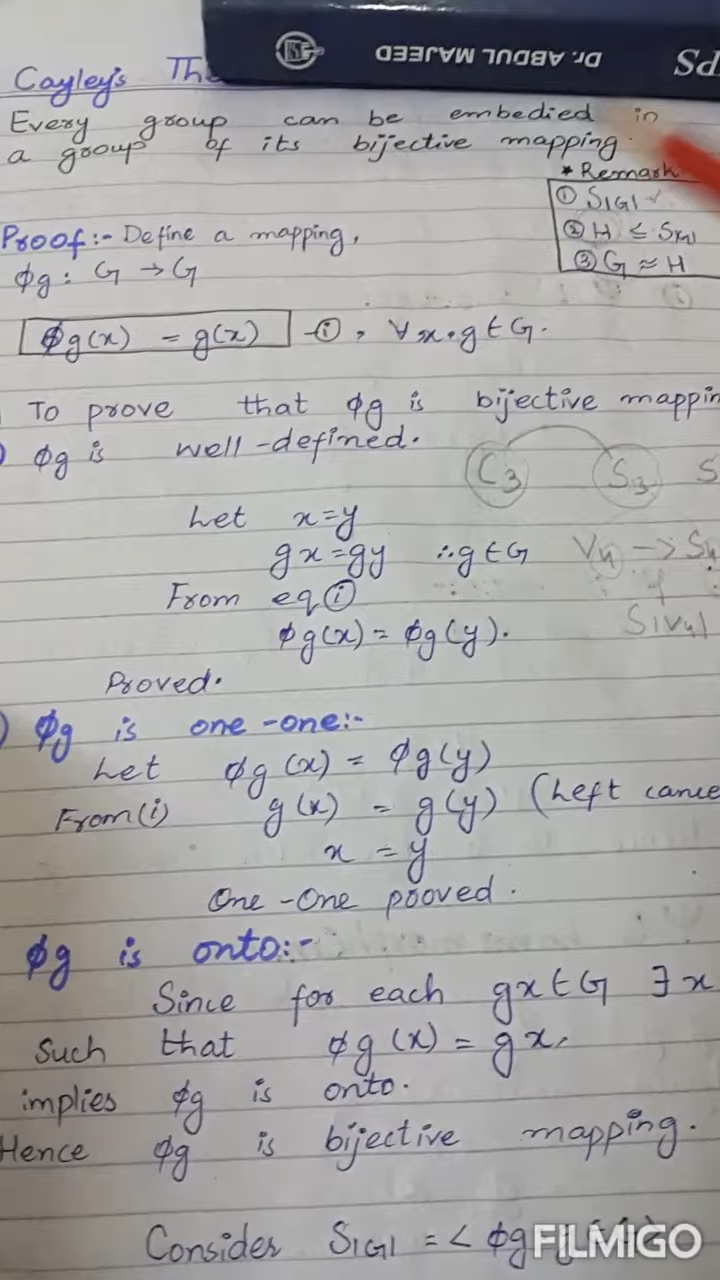 Dr. ABDUL MAJEED
PS
Cayley's Th
Every group can be embedied in
a group of its bijective mapping.
* Remark
① S|G| ✓
② H ≤ S|G|
③ G ≈ H
Proof:- Define a mapping,
ϕg : G → G
ϕg(x) = g(x) -①, ∀ x, g ∈ G.
To prove that ϕg is bijective mappin
ϕg is well-defined.
C3 S3 S
Let x=y
gx=gy ∴g∈G
V4 -> S4
From eq ①
S|V4|
ϕg(x) = ϕg(y).
Proved.
) ϕg is one-one:-
Let ϕg(x) = ϕg(y)
From(i) g(x) = g(y) (Left cance
x = y
One-One pooved.
ϕg is onto:-
Since for each gx∈G ∃ x
Such that ϕg(x) = gx,
implies ϕg is onto.
Hence ϕg is bijective mapping.
Consider S|G| = < ϕg
FILMIGO